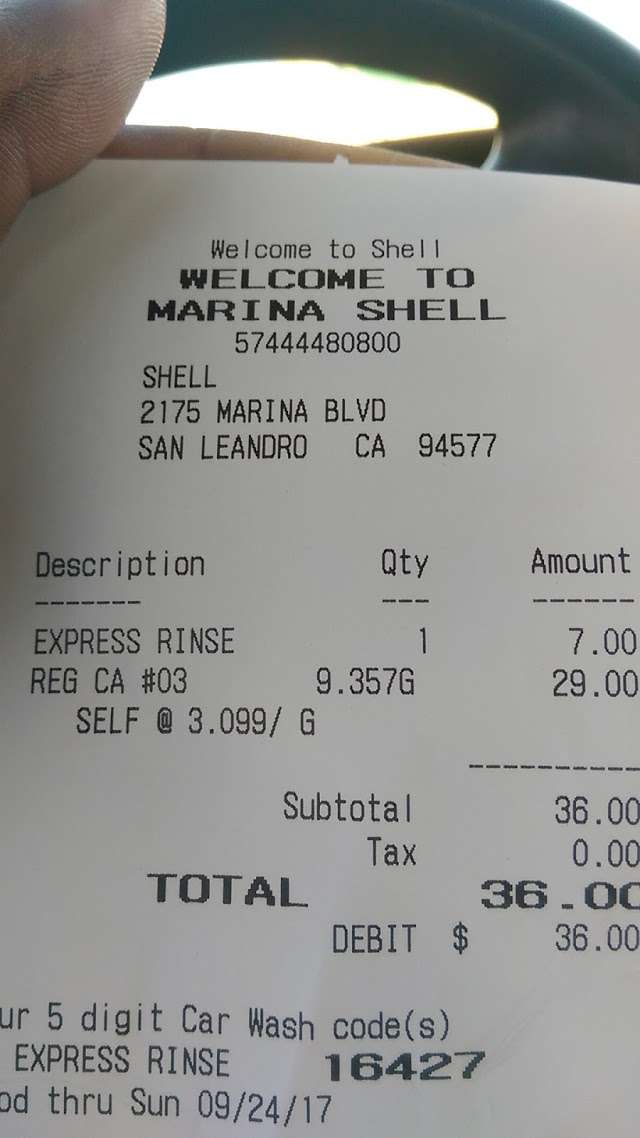 Welcome to Shell
WELCOME TO
MARINA SHELL
57444480800
SHELL
2175 MARINA BLVD
SAN LEANDRO CA 94577
Description Qty Amount
------- --- ------
EXPRESS RINSE 1 7.00
REG CA #03 9.357G 29.00
SELF @ 3.099/ G
----------
Subtotal 36.00
Tax 0.00
TOTAL 36.00
DEBIT $ 36.00
ur 5 digit Car Wash code(s)
EXPRESS RINSE 16427
od thru Sun 09/24/17